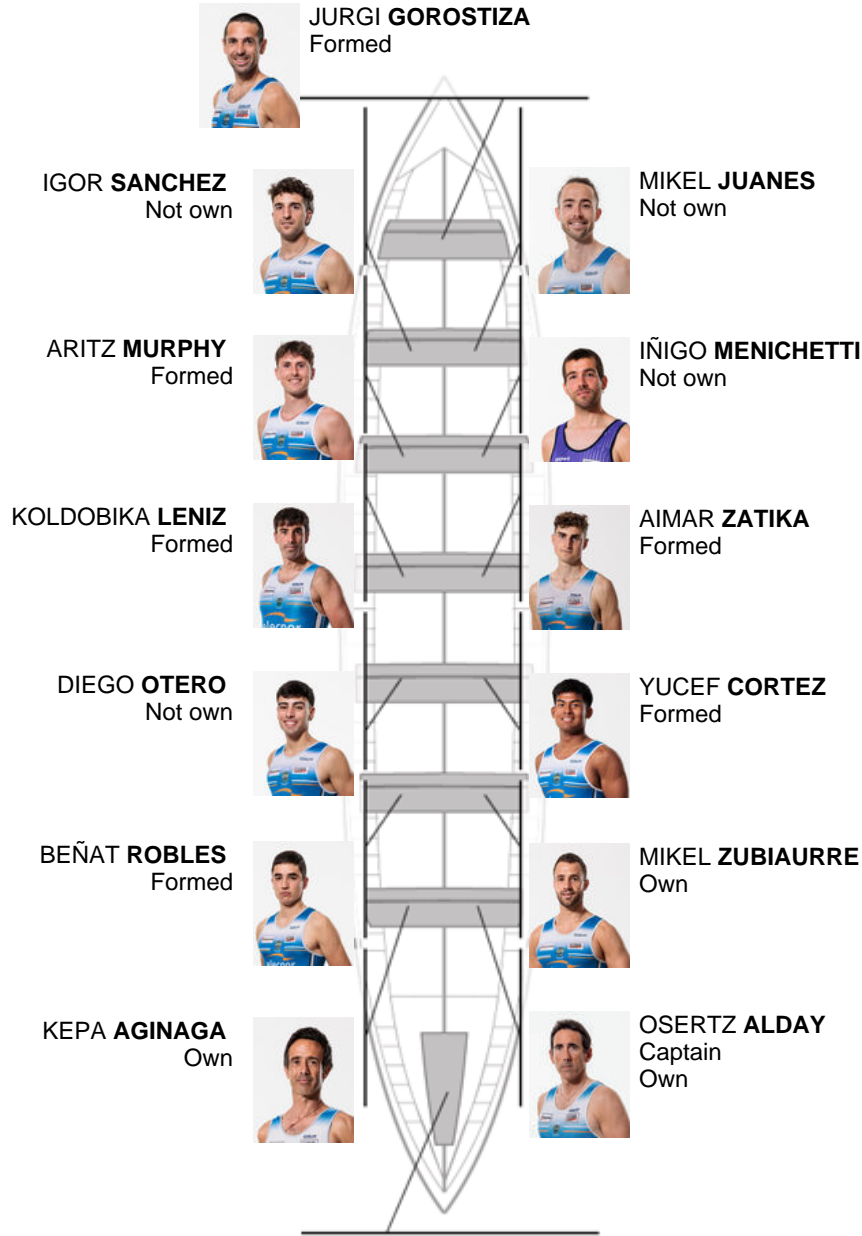 JURGI GOROSTIZA
Formed
IGOR SANCHEZ
Not own
MIKEL JUANES
Not own
ARITZ MURPHY
Formed
IÑIGO MENICHETTI
Not own
KOLDOBIKA LENIZ
Formed
AIMAR ZATIKA
Formed
DIEGO OTERO
Not own
YUCEF CORTEZ
Formed
BEÑAT ROBLES
Formed
MIKEL ZUBIAURRE
Own
KEPA AGINAGA
Own
OSERTZ ALDAY
Captain
Own